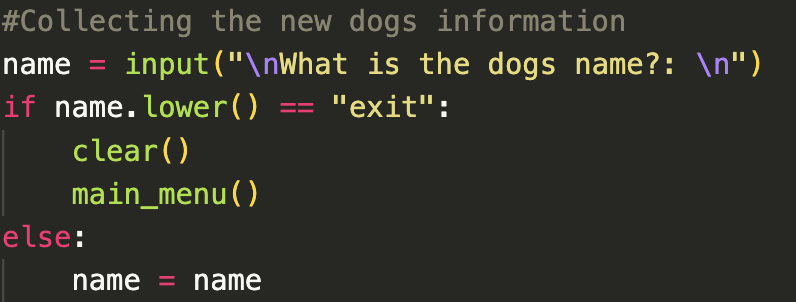 #Collecting the new dogs information
name = input("\nWhat is the dogs name?: \n")
if name.lower() == "exit":
    clear()
    main_menu()
else:
    name = name